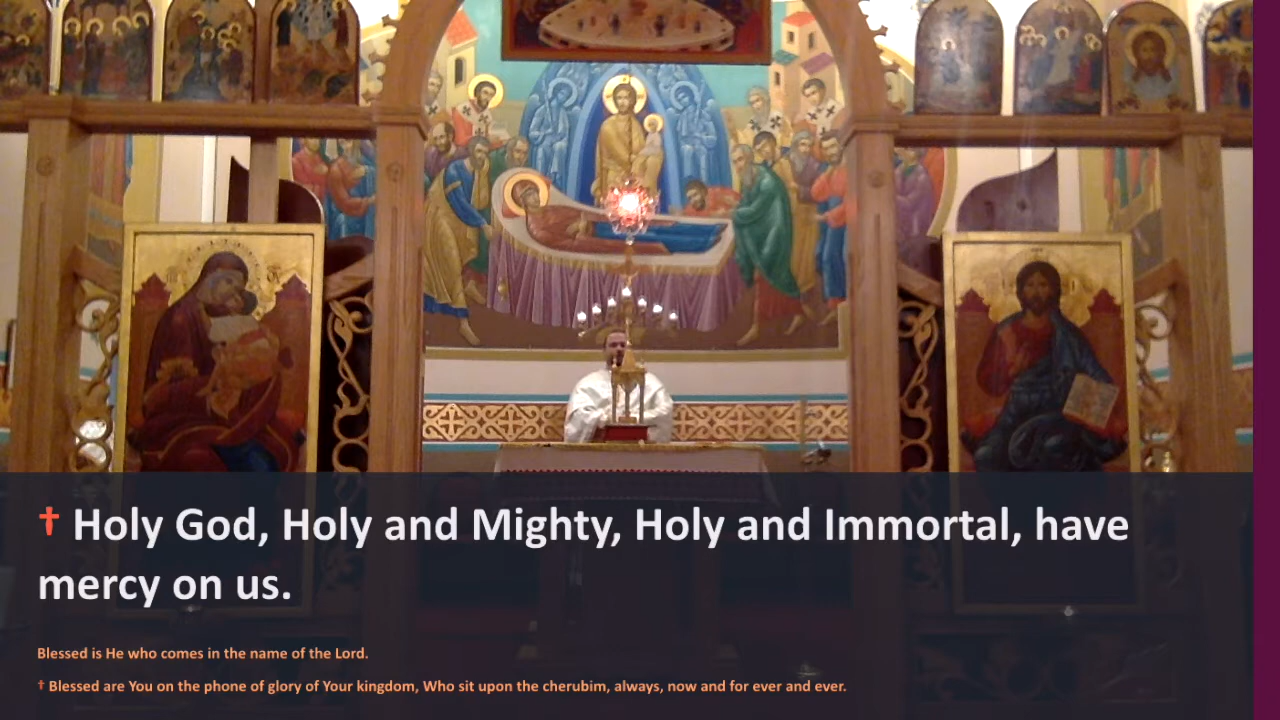 † Holy God, Holy and Mighty, Holy and Immortal, have
mercy on us.
Blessed is He who comes in the name of the Lord.
† Blessed are You on the phone of glory of Your kingdom, Who sit upon the cherubim, always, now and for ever and ever.